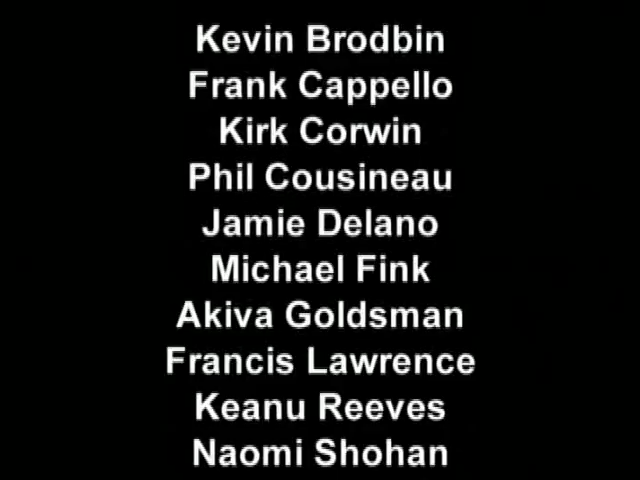 Kevin Brodbin
Frank Cappello
Kirk Corwin
Phil Cousineau
Jamie Delano
Michael Fink
Akiva Goldsman
Francis Lawrence
Keanu Reeves
Naomi Shohan